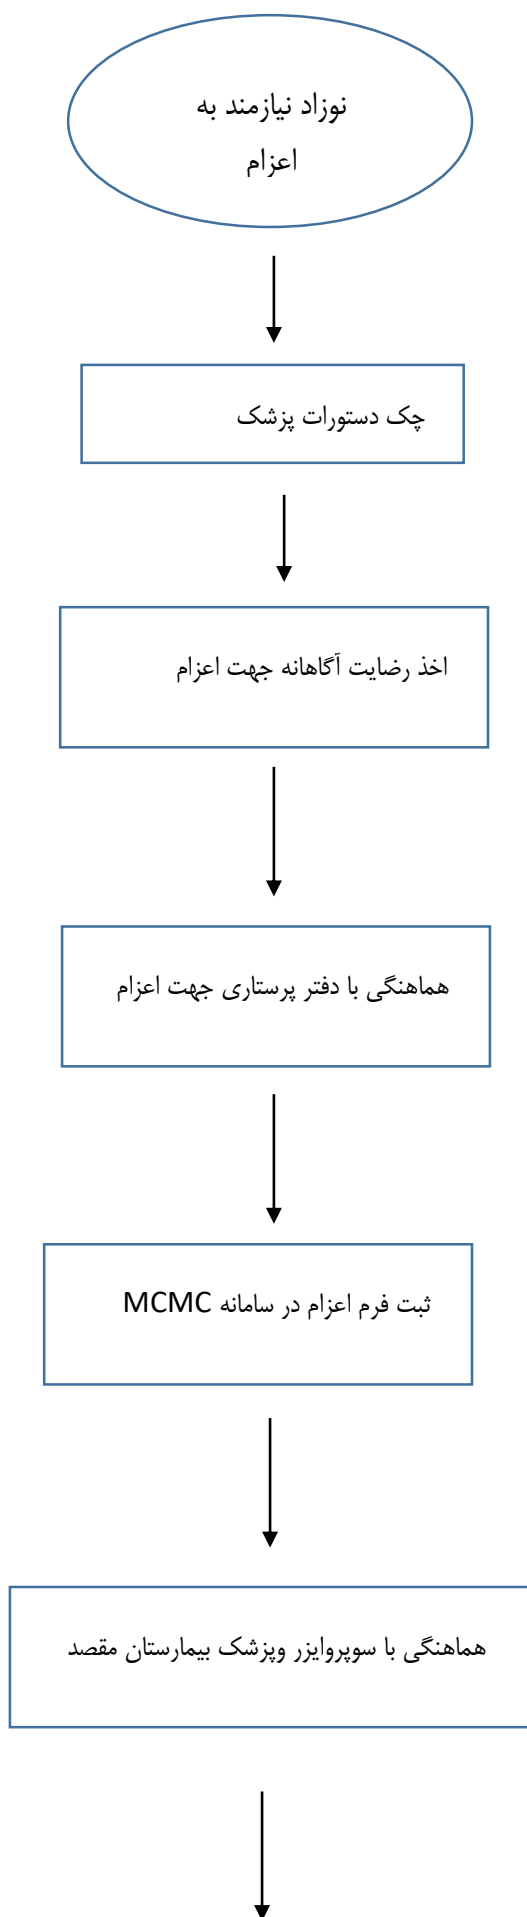 نوزاد نیازمند به
اعزام
چک دستورات پزشک
اخذ رضایت آگاهانه جهت اعزام
هماهنگی با دفتر پرستاری جهت اعزام
ثبت فرم اعزام در سامانه MCMC
هماهنگی با سوپروایزر وپزشک بیمارستان مقصد